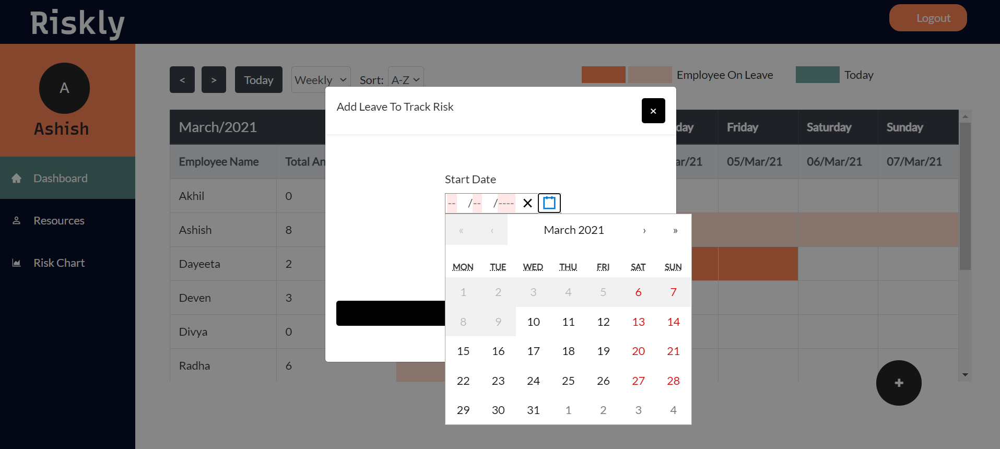 Riskly
Logout
A
Ashish
Dashboard
Resources
Risk Chart
<
>
Today
Weekly
Sort:
A-Z
Employee On Leave
Today
March/2021
day
Friday
Saturday
Sunday
Employee Name
Total An
ar/21
05/Mar/21
06/Mar/21
07/Mar/21
Akhil
0
Ashish
8
Dayeeta
2
Deven
3
Divya
0
Radha
6
Add Leave To Track Risk
×
Start Date
-- /-- /----
« ‹ March 2021 › »
MON TUE WED THU FRI SAT SUN
1 2 3 4 5 6 7
8 9 10 11 12 13 14
15 16 17 18 19 20 21
22 23 24 25 26 27 28
29 30 31 1 2 3 4
+